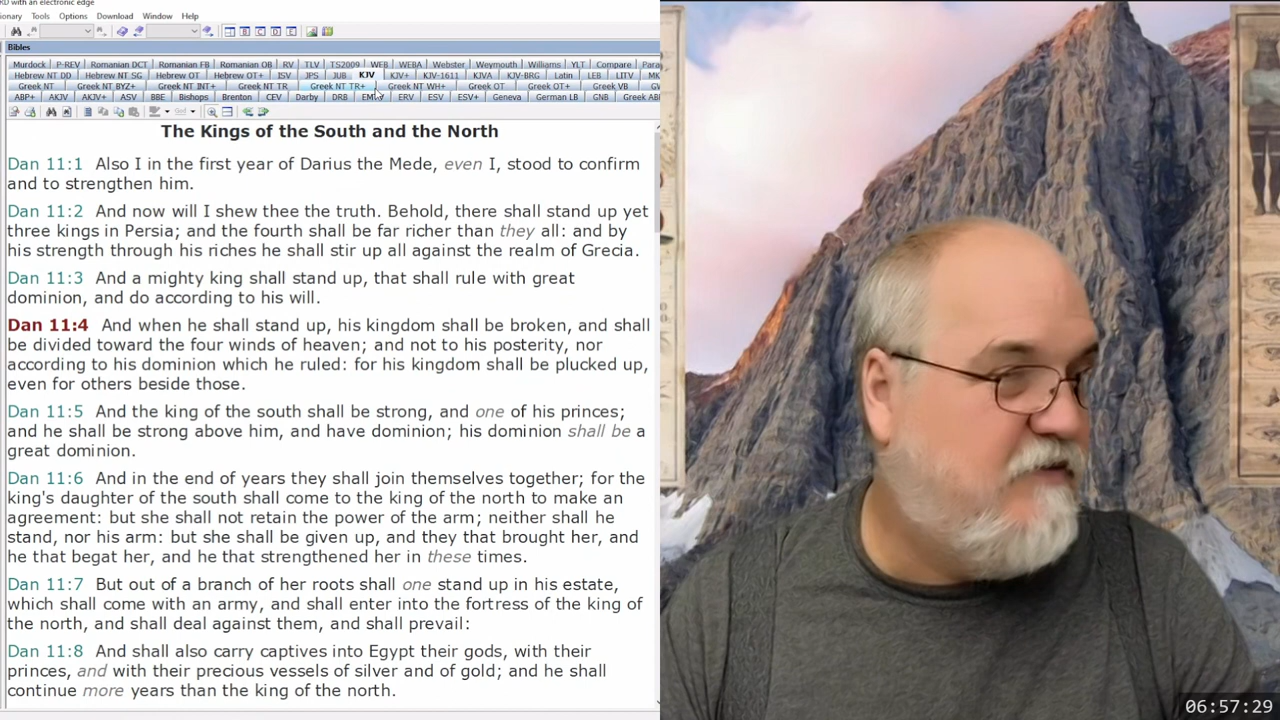 RD with an electronic edge
ionary Tools Options Download Window Help
Bibles
Murdock P-REV Romanian DCT Romanian FB Romanian OB RV TLV TS2009 WEB WEBA Webster Weymouth Williams YLT Compare Para
Hebrew NT DD Hebrew NT SG Hebrew OT Hebrew OT+ ISV JPS JUB KJV KJV+ KJV-1611 KJVA KJV-BRG Latin LEB LITV MK
Greek NT Greek NT BYZ+ Greek NT INT+ Greek NT TR Greek NT TR+ Greek NT WH+ Greek OT Greek OT+ Greek VB GW
ABP+ AKJV AKJV+ ASV BBE Bishops Brenton CEV Darby DRB EMTV ERV ESV ESV+ Geneva German LB GNB Greek AB
The Kings of the South and the North
Dan 11:1 Also I in the first year of Darius the Mede, even I, stood to confirm
and to strengthen him.
Dan 11:2 And now will I shew thee the truth. Behold, there shall stand up yet
three kings in Persia; and the fourth shall be far richer than they all: and by
his strength through his riches he shall stir up all against the realm of Grecia.
Dan 11:3 And a mighty king shall stand up, that shall rule with great
dominion, and do according to his will.
Dan 11:4 And when he shall stand up, his kingdom shall be broken, and shall
be divided toward the four winds of heaven; and not to his posterity, nor
according to his dominion which he ruled: for his kingdom shall be plucked up,
even for others beside those.
Dan 11:5 And the king of the south shall be strong, and one of his princes;
and he shall be strong above him, and have dominion; his dominion shall be a
great dominion.
Dan 11:6 And in the end of years they shall join themselves together; for the
king's daughter of the south shall come to the king of the north to make an
agreement: but she shall not retain the power of the arm; neither shall he
stand, nor his arm: but she shall be given up, and they that brought her, and
he that begat her, and he that strengthened her in these times.
Dan 11:7 But out of a branch of her roots shall one stand up in his estate,
which shall come with an army, and shall enter into the fortress of the king of
the north, and shall deal against them, and shall prevail:
Dan 11:8 And shall also carry captives into Egypt their gods, with their
princes, and with their precious vessels of silver and of gold; and he shall
continue more years than the king of the north.
06:57:29